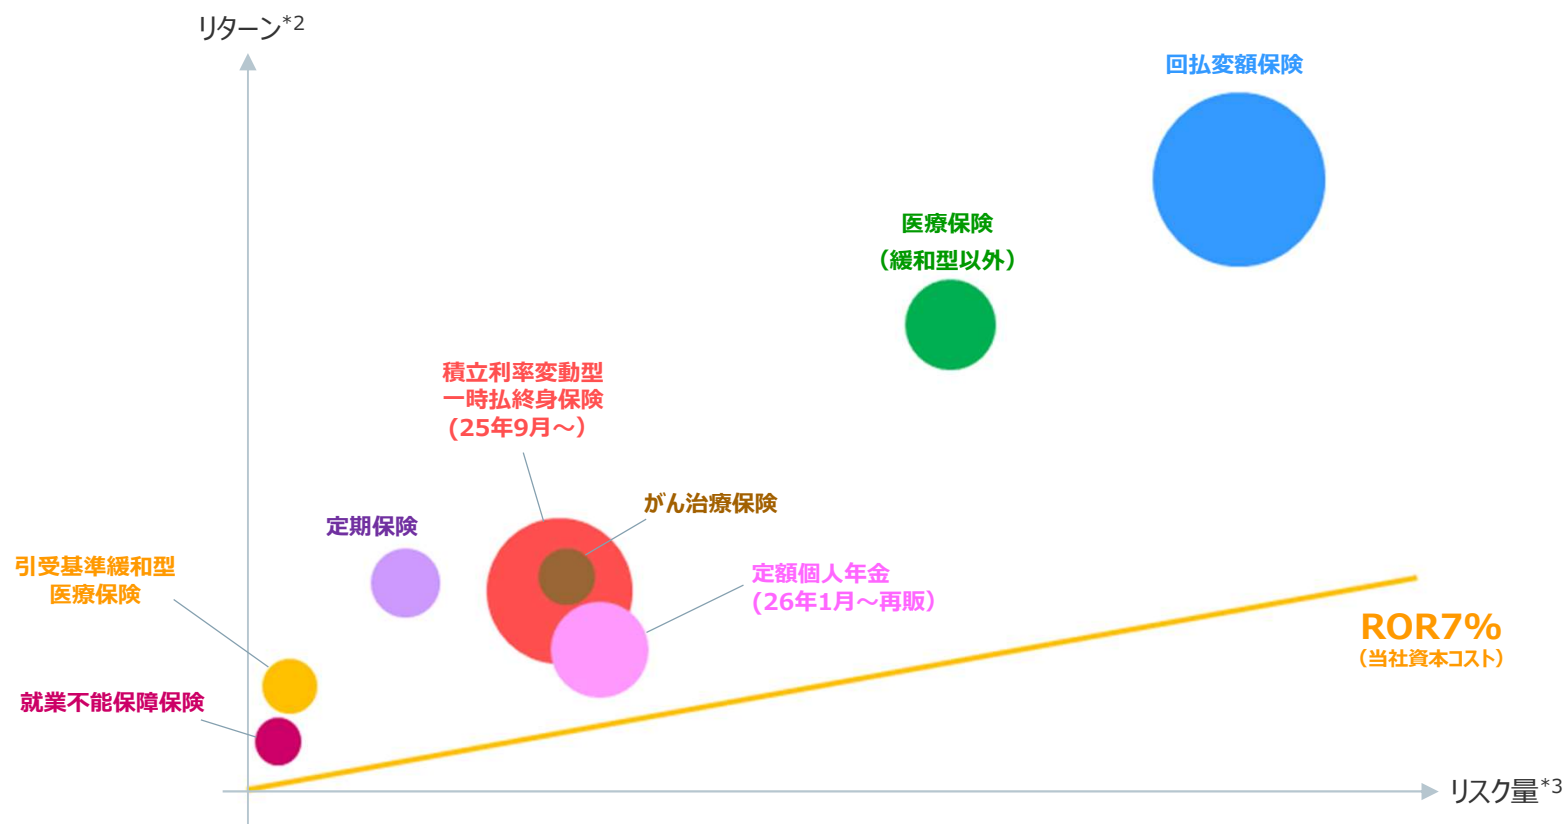 リターン*2
回払変額保険
医療保険
（緩和型以外）
積立利率変動型
一時払終身保険
(25年9月～）
がん治療保険
定期保険
引受基準緩和型
医療保険
定額個人年金
(26年1月～再販）
ROR7%
（当社資本コスト）
就業不能保障保険
リスク量*3